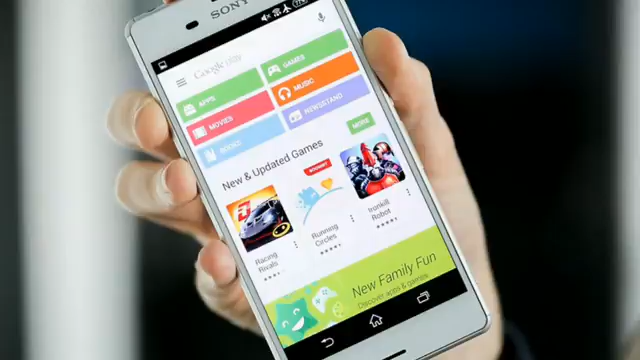 SONY
Google play
APPS
GAMES
MOVIES
MUSIC
BOOKS
NEWSSTAND
New & Updated Games
MORE
Racing
Rivals
Running
Circles
Ironkill
Robot
New Family Fun
Discover apps & games